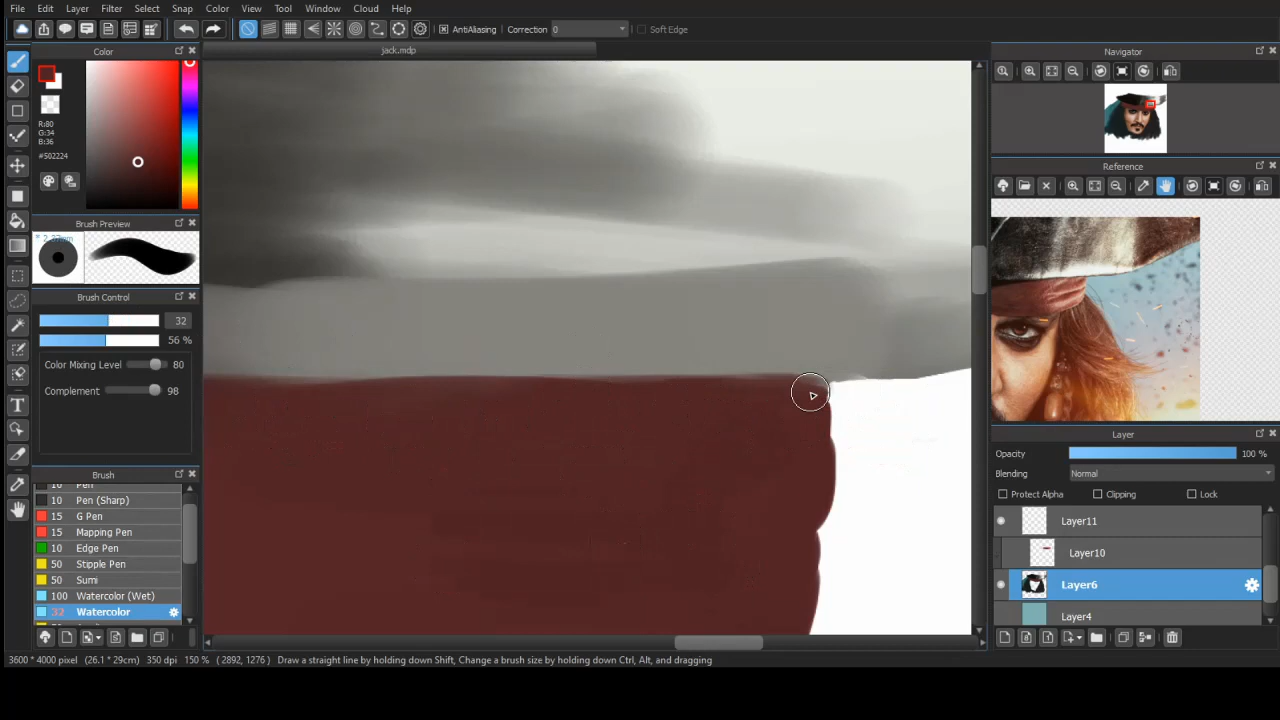 File Edit Layer Filter Select Snap Color View Tool Window Cloud Help
AntiAliasing Correction 0 Soft Edge
Color
jack.mdp
Navigator
R:80
G:34
B:36
#502224
Reference
Brush Preview
Brush Control
32
56 %
Color Mixing Level 80
Complement 98
Layer
Opacity 100 %
Blending Normal
Protect Alpha Clipping Lock
Brush
10 Pen
10 Pen (Sharp)
15 G Pen
15 Mapping Pen
10 Edge Pen
50 Stipple Pen
50 Sumi
100 Watercolor (Wet)
32 Watercolor
Layer11
Layer10
Layer6
Layer4
3600 * 4000 pixel (26.1 * 29cm) 350 dpi 150 % ( 2892, 1276 ) Draw a straight line by holding down Shift, Change a brush size by holding down Ctrl, Alt, and dragging